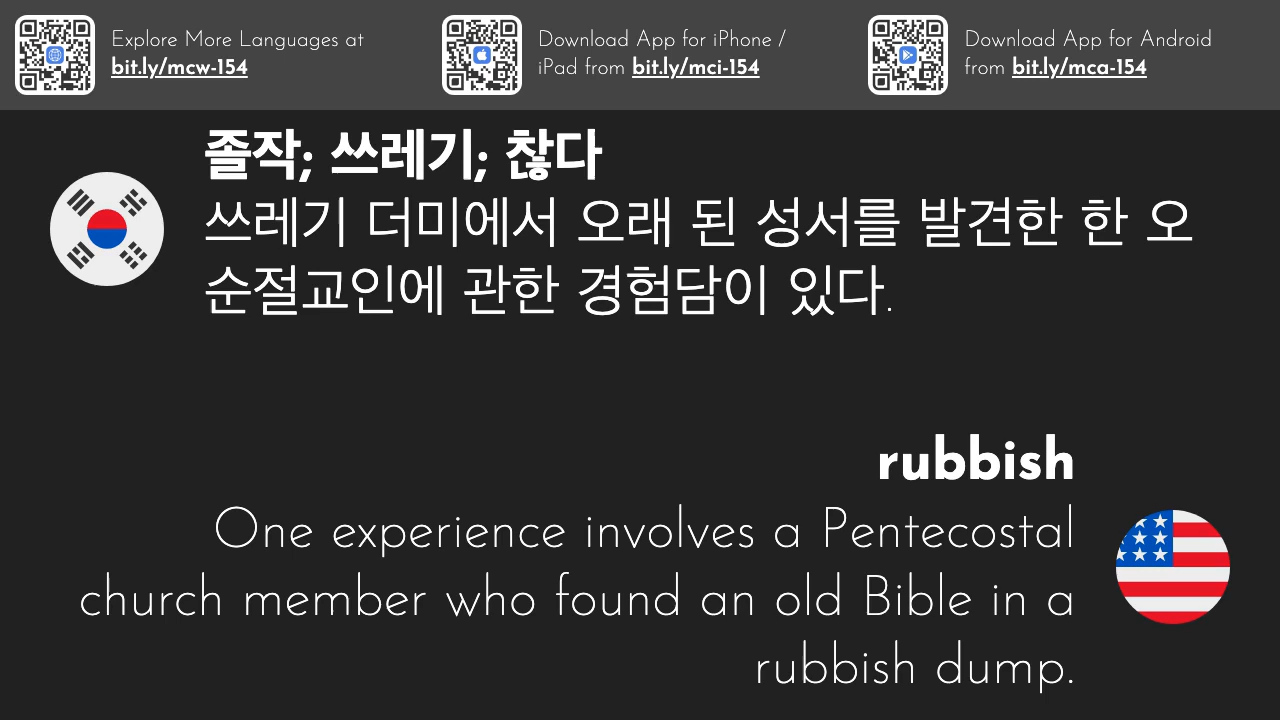 Explore More Languages at
bit.ly/mcw-154
Download App for iPhone /
iPad from bit.ly/mci-154
Download App for Android
from bit.ly/mca-154
졸작; 쓰레기; 찮다
쓰레기 더미에서 오래 된 성서를 발견한 한 오
순절교인에 관한 경험담이 있다.
rubbish
One experience involves a Pentecostal
church member who found an old Bible in a
rubbish dump.